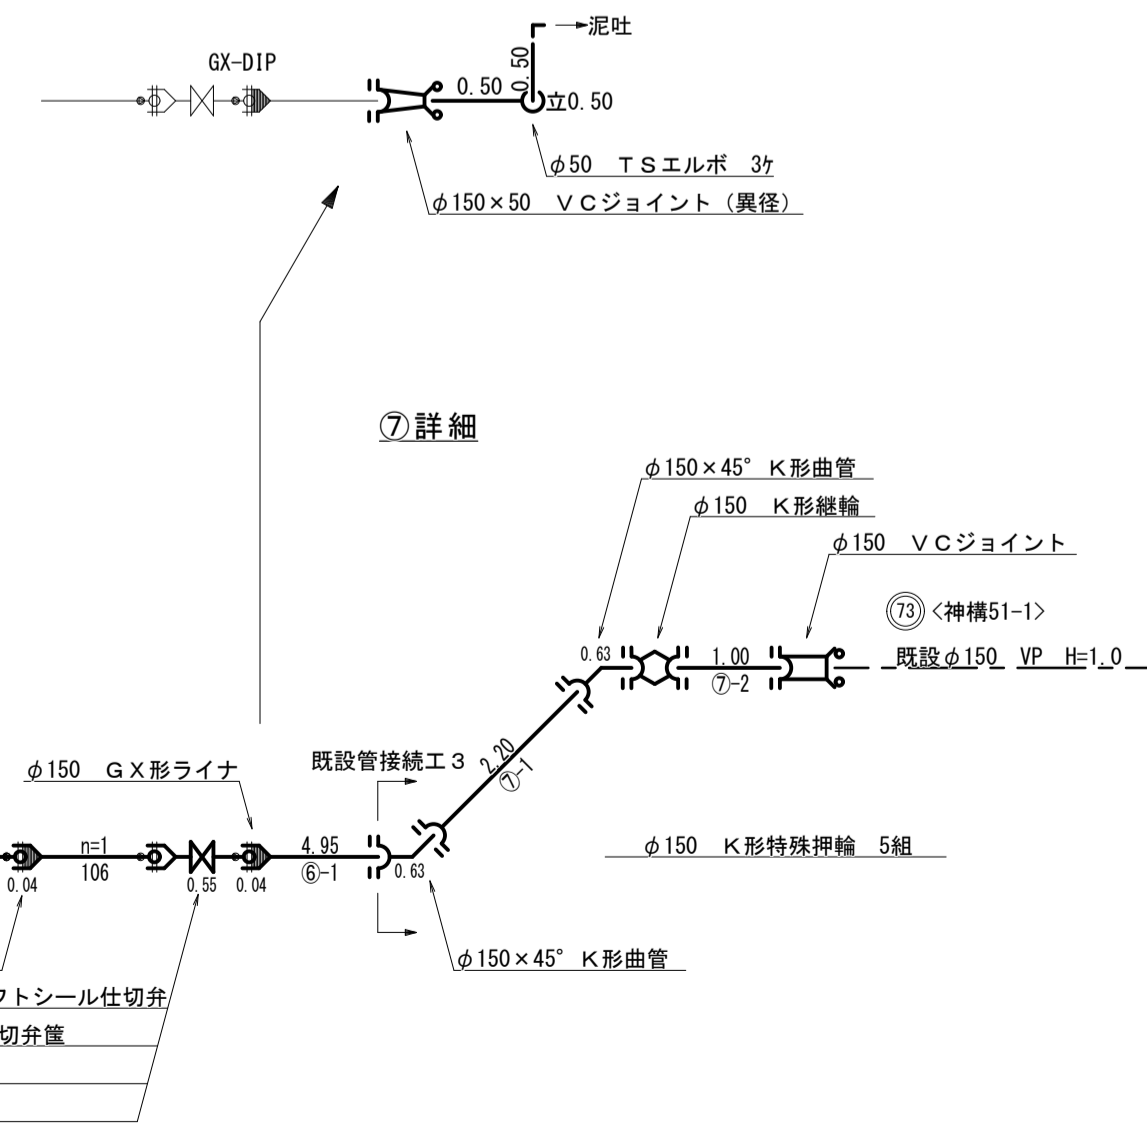 →泥吐
GX-DIP
0.50
0.50
立0.50
φ50 TSエルボ 3ケ
φ150×50 VCジョイント（異径）
⑦詳細
φ150×45° K形曲管
φ150 K形継輪
φ150 VCジョイント
73 <神構51-1>
0.63
1.00
⑦-2
既設φ150 VP H=1.0
既設管接続工3
2.20
⑦-1
φ150 GX形ライナ
n=1
106
4.95
⑥-1
φ150 K形特殊押輪 5組
0.04
0.55
0.04
0.63
φ150×45° K形曲管
フトシール仕切弁
切弁筐